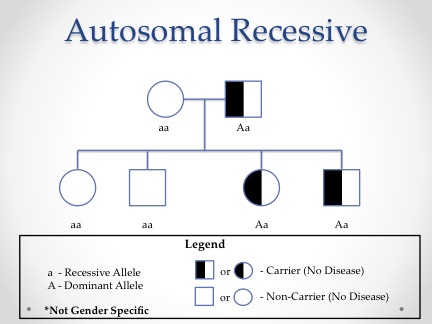 Autosomal Recessive
aa
Aa
aa
aa
Aa
Aa
Legend
a - Recessive Allele
A - Dominant Allele
*Not Gender Specific
or - Carrier (No Disease)
or - Non-Carrier (No Disease)